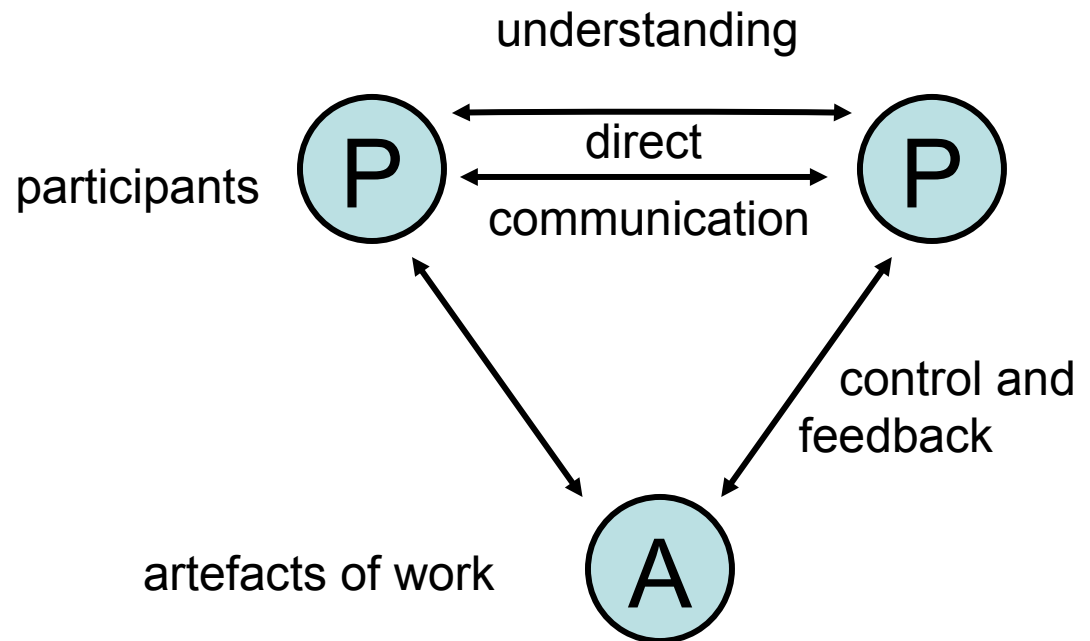 understanding
P
P
direct
participants
communication
control and
feedback
artefacts of work
A